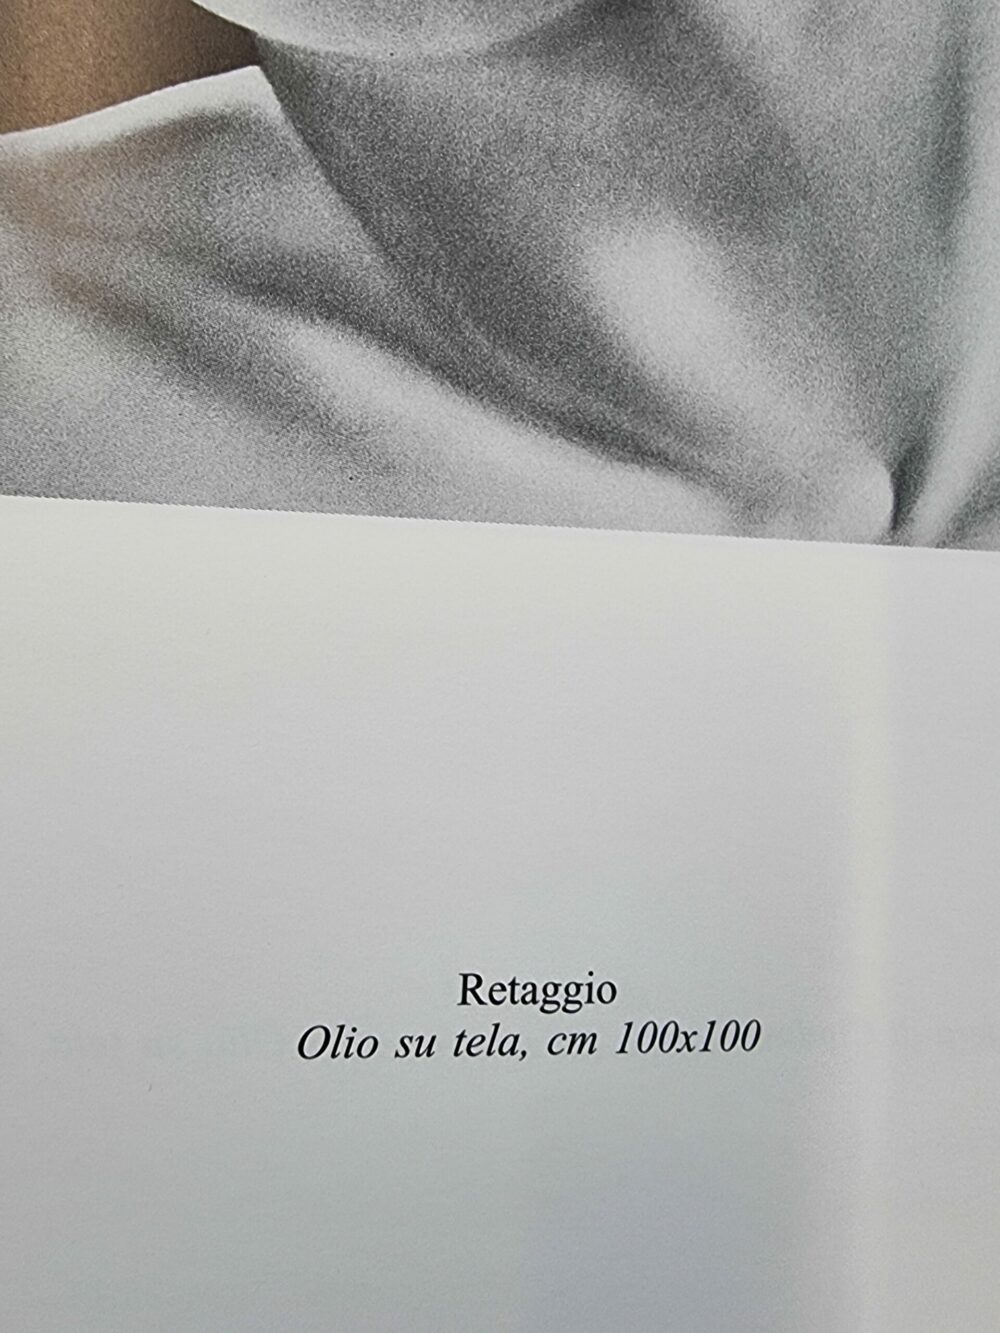 Retaggio
Olio su tela, cm 100x100